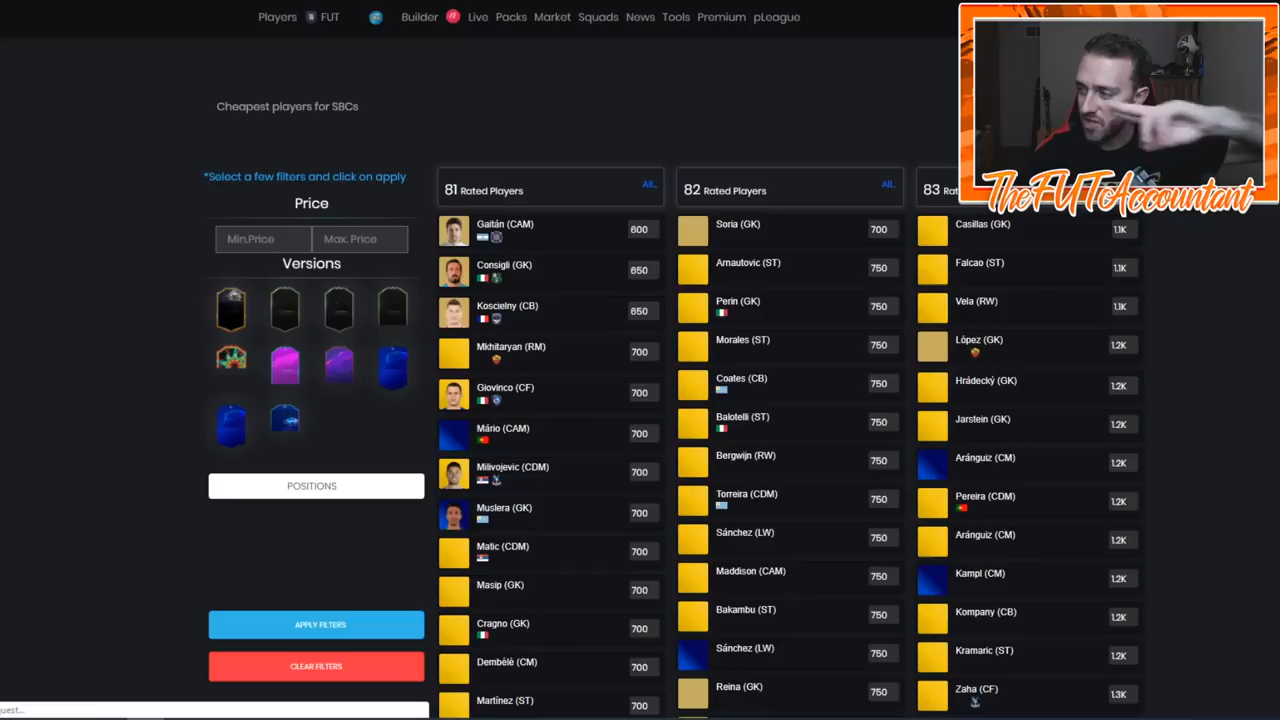 Players FUT Builder Live Packs Market Squads News Tools Premium pLeague
TheFUTAccountant
Cheapest players for SBCs
*Select a few filters and click on apply
Price
Min.Price Max. Price
Versions
POSITIONS
APPLY FILTERS
CLEAR FILTERS
uest...
81 Rated Players All..
Gaitán (CAM) 600
Consigli (GK) 650
Koscielny (CB) 650
Mkhitaryan (RM) 700
Giovinco (CF) 700
Mário (CAM) 700
Milivojevic (CDM) 700
Muslera (GK) 700
Matic (CDM) 700
Masip (GK) 700
Cragno (GK) 700
Dembélé (CM) 700
Martínez (ST) 700
82 Rated Players All..
Soria (GK) 700
Arnautovic (ST) 750
Perin (GK) 750
Morales (ST) 750
Coates (CB) 750
Balotelli (ST) 750
Bergwijn (RW) 750
Torreira (CDM) 750
Sánchez (LW) 750
Maddison (CAM) 750
Bakambu (ST) 750
Sánchez (LW) 750
Reina (GK) 750
83 Rat
Casillas (GK) 1.1K
Falcao (ST) 1.1K
Vela (RW) 1.1K
López (GK) 1.2K
Hrádecký (GK) 1.2K
Jarstein (GK) 1.2K
Aránguiz (CM) 1.2K
Pereira (CDM) 1.2K
Aránguiz (CM) 1.2K
Kampl (CM) 1.2K
Kompany (CB) 1.2K
Kramaric (ST) 1.2K
Zaha (CF) 1.3K